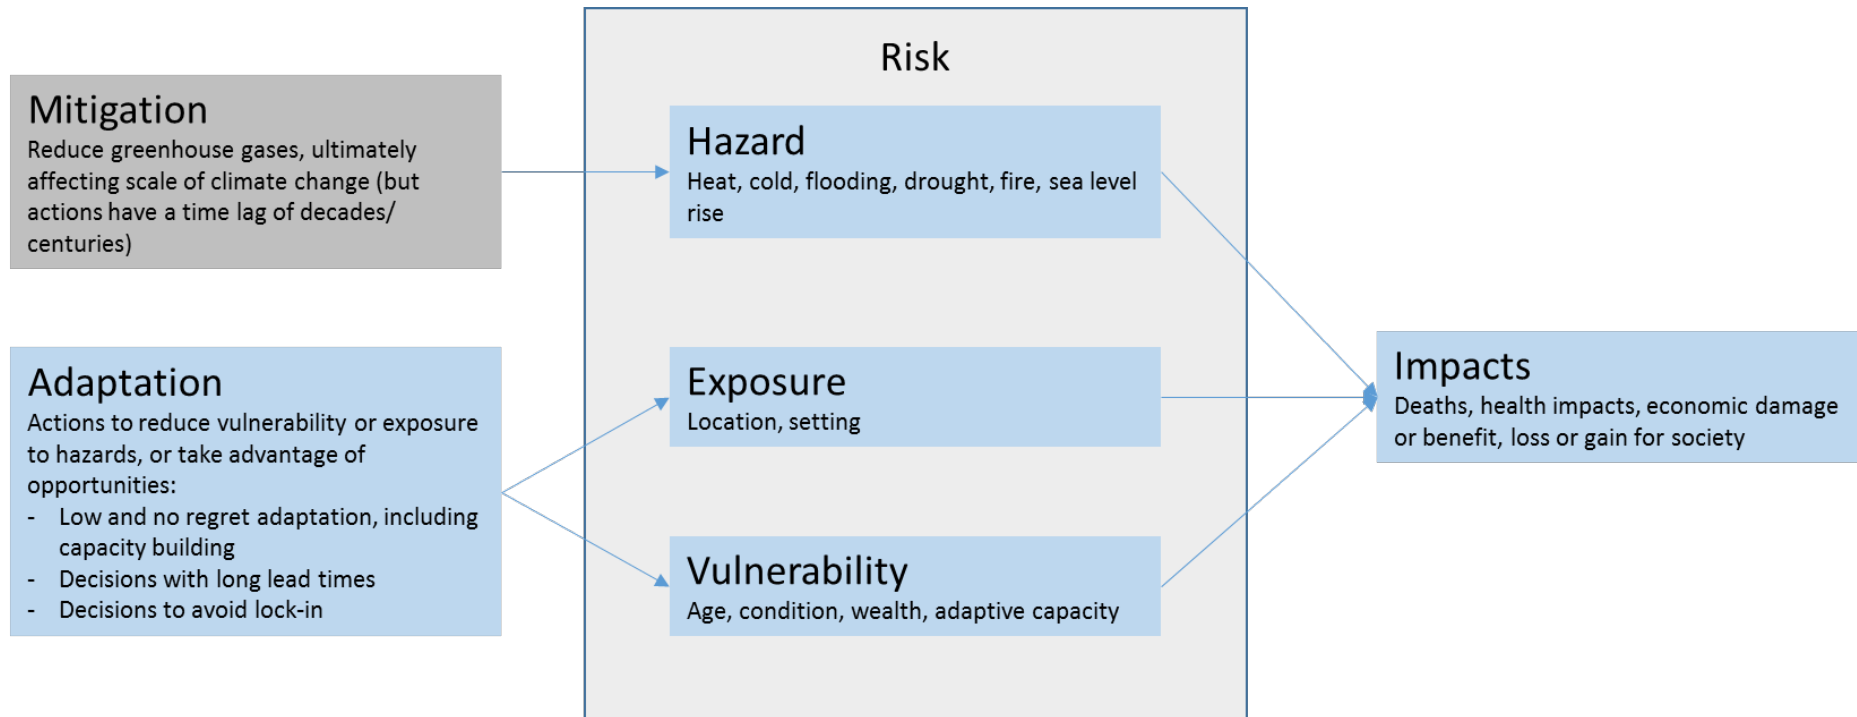 Mitigation
Reduce greenhouse gases, ultimately
affecting scale of climate change (but
actions have a time lag of decades/
centuries)
Adaptation
Actions to reduce vulnerability or exposure
to hazards, or take advantage of
opportunities:
- Low and no regret adaptation, including
capacity building
- Decisions with long lead times
- Decisions to avoid lock-in
Risk
Hazard
Heat, cold, flooding, drought, fire, sea level
rise
Exposure
Location, setting
Vulnerability
Age, condition, wealth, adaptive capacity
Impacts
Deaths, health impacts, economic damage
or benefit, loss or gain for society